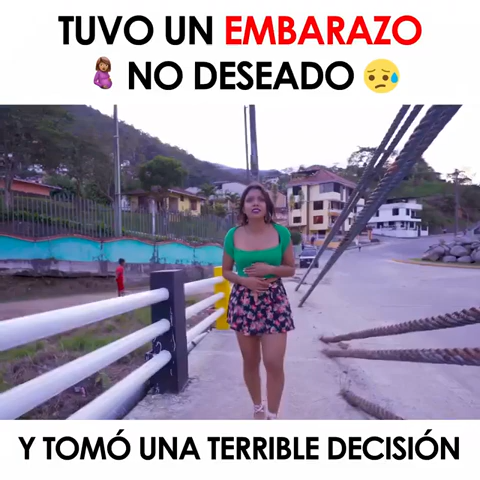 TUVO UN EMBARAZO
NO DESEADO
Y TOMÓ UNA TERRIBLE DECISIÓN